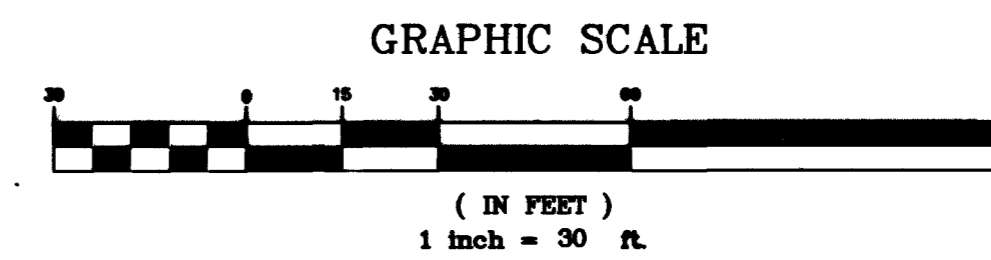 GRAPHIC SCALE
30 0 15 30 60
( IN FEET )
1 inch = 30 ft.